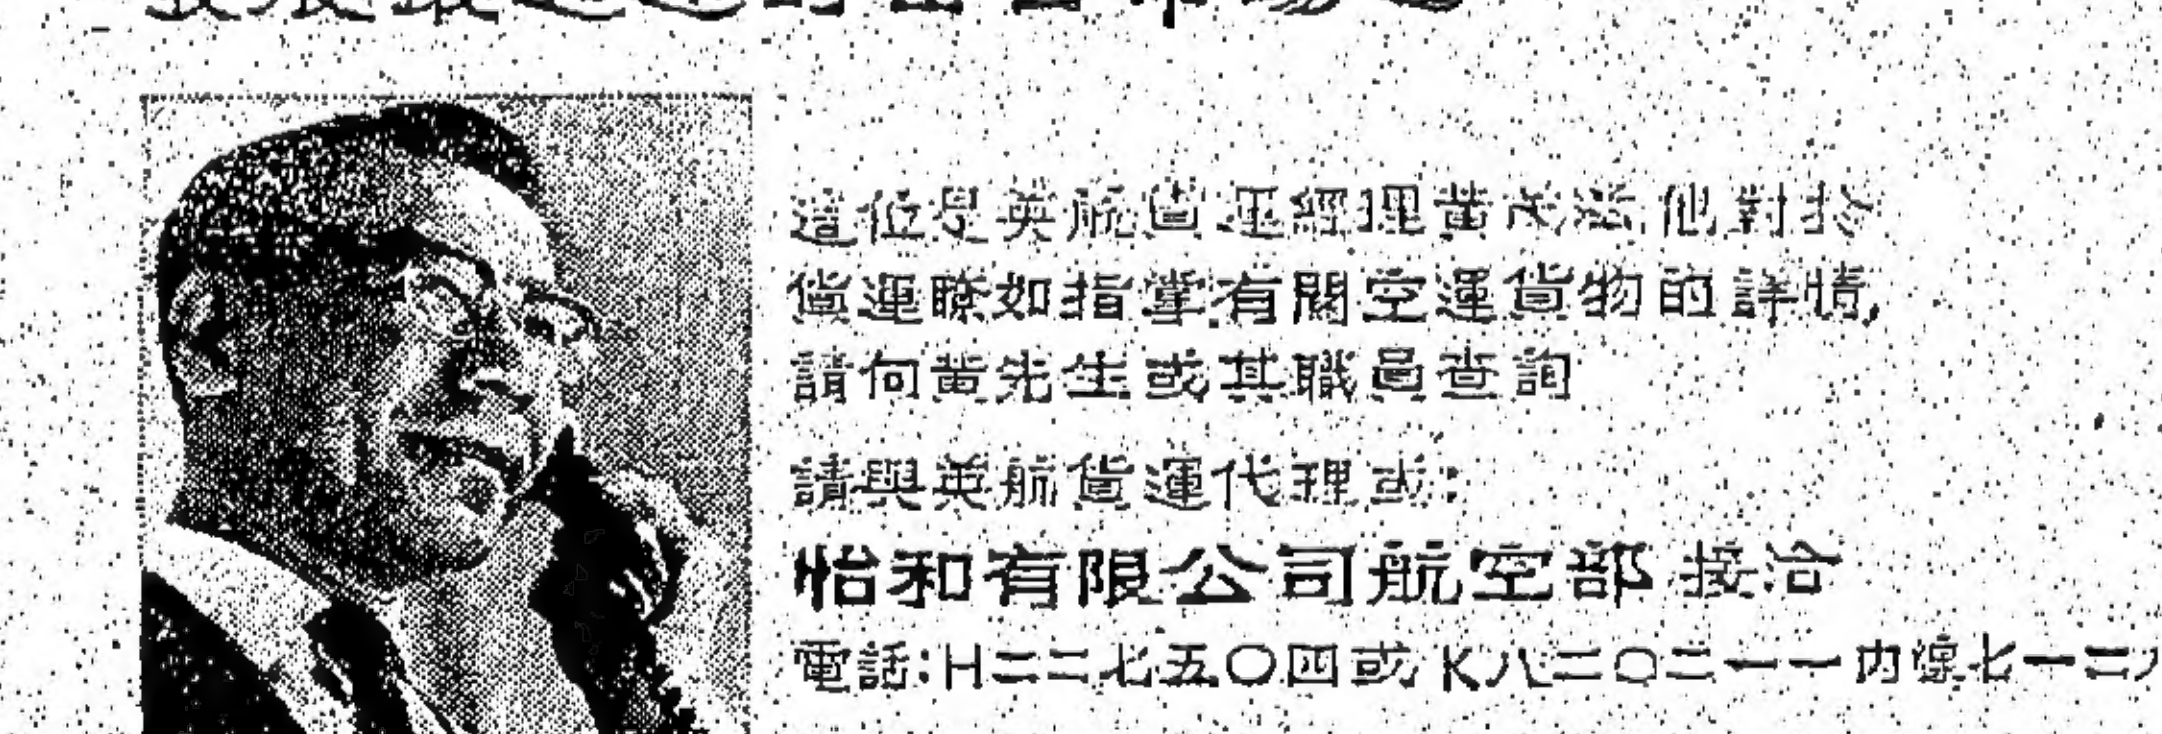 這位是英航貨運經理黃茂 他對於
貨運瞭如指掌有關空運貨物的詳情,
請向黃先生或其職員查詢
請與英航貨運代理或:
怡和有限公司航空部 接洽
電話:H二二七五〇四或 K八二〇二一一內線七一二